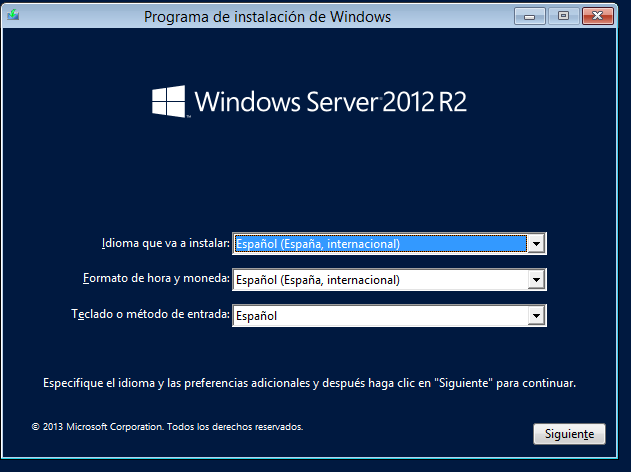 Programa de instalación de Windows
Windows Server 2012 R2
Idioma que va a instalar: Español (España, internacional)
Formato de hora y moneda: Español (España, internacional)
Teclado o método de entrada: Español
Especifique el idioma y las preferencias adicionales y después haga clic en "Siguiente" para continuar.
© 2013 Microsoft Corporation. Todos los derechos reservados.
Siguiente